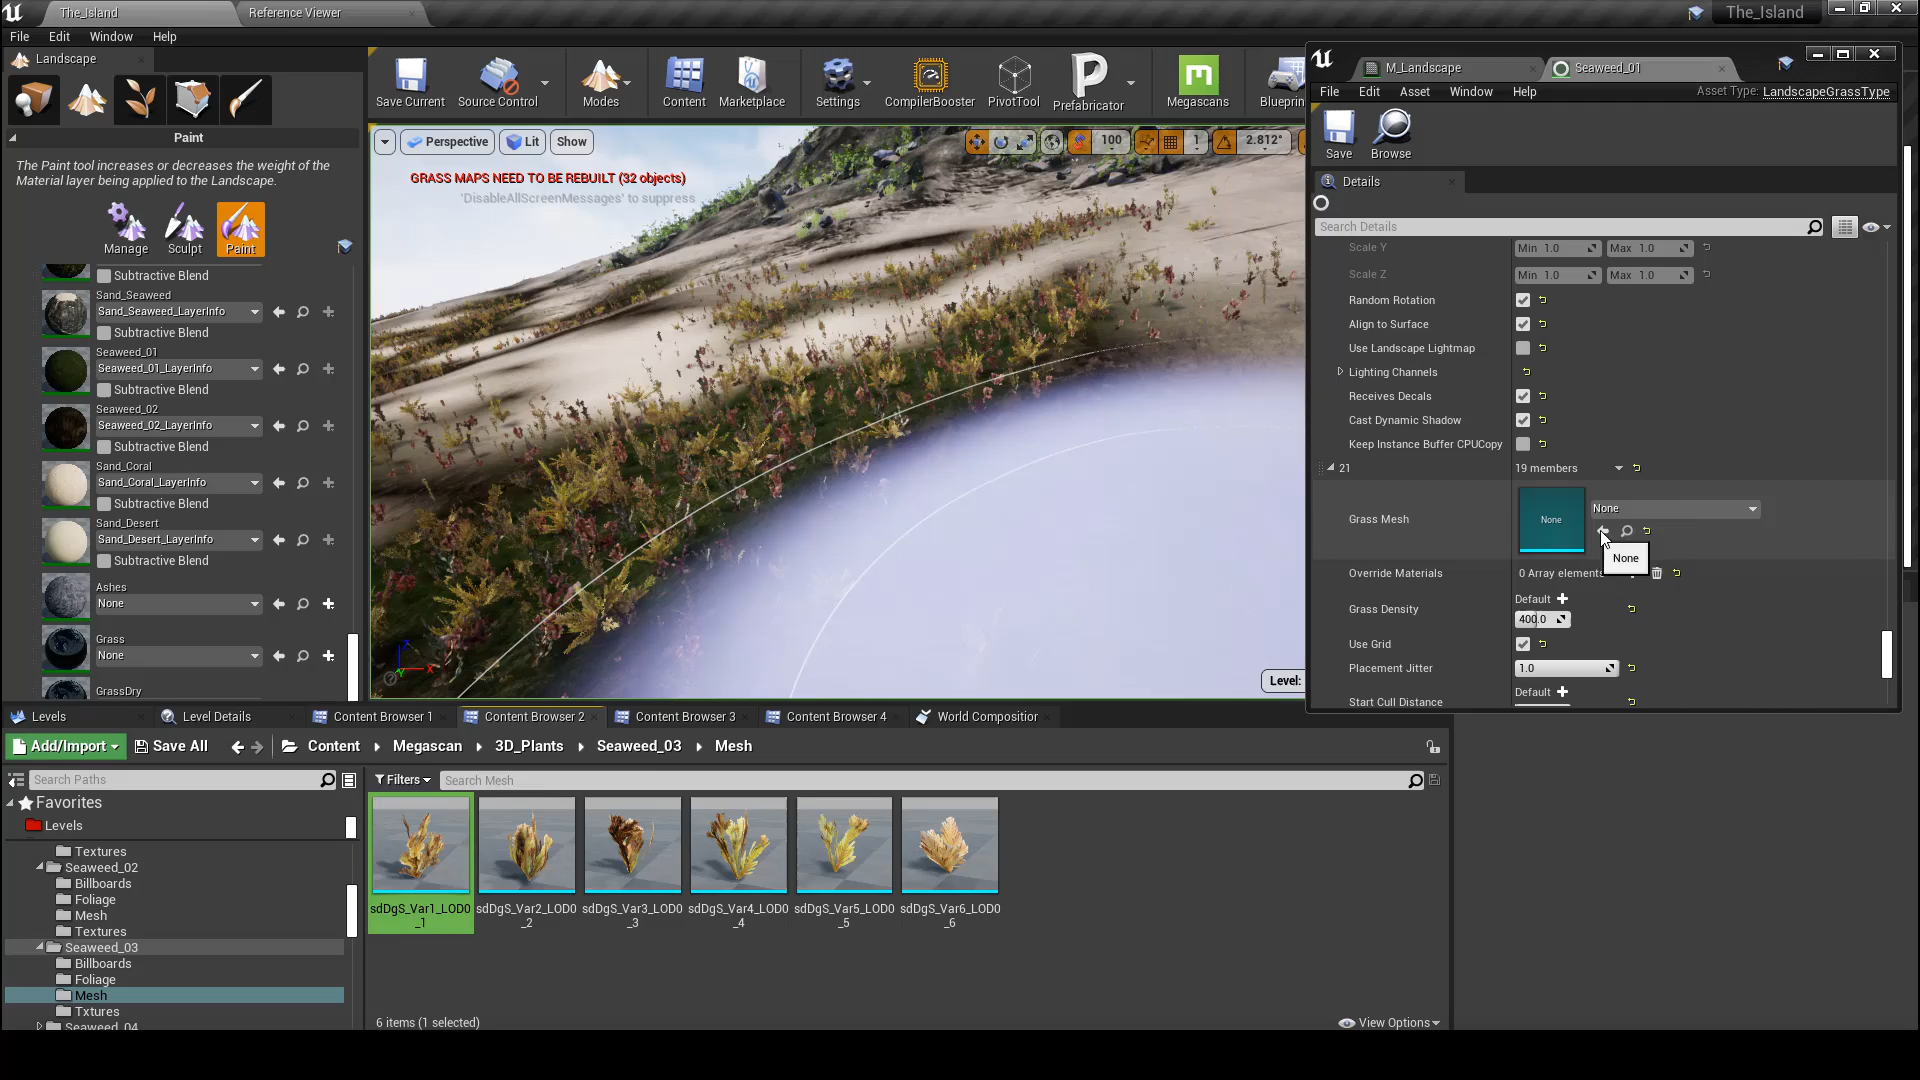 The_Island
Reference Viewer
The_Island
File
Edit
Window
Help
Landscape
Save Current
Source Control
Modes
Content
Marketplace
Settings
CompilerBooster
PivotTool
Prefabricator
Megascans
Blueprin
Paint
The Paint tool increases or decreases the weight of the
Material layer being applied to the Landscape.
Manage
Sculpt
Paint
Subtractive Blend
Sand_Seaweed
Sand_Seaweed_LayerInfo
Subtractive Blend
Seaweed_01
Seaweed_01_LayerInfo
Subtractive Blend
Seaweed_02
Seaweed_02_LayerInfo
Subtractive Blend
Sand_Coral
Sand_Coral_LayerInfo
Subtractive Blend
Sand_Desert
Sand_Desert_LayerInfo
Subtractive Blend
Ashes
None
Grass
None
GrassDry
Perspective
Lit
Show
100
1
2.812°
GRASS MAPS NEED TO BE REBUILT (32 objects)
'DisableAllScreenMessages' to suppress
Level:
M_Landscape
Seaweed_01
File
Edit
Asset
Window
Help
Asset Type: LandscapeGrassType
Save
Browse
Details
Search Details
Scale Y
Min 1.0
Max 1.0
Scale Z
Min 1.0
Max 1.0
Random Rotation
Align to Surface
Use Landscape Lightmap
Lighting Channels
Receives Decals
Cast Dynamic Shadow
Keep Instance Buffer CPUCopy
21
19 members
Grass Mesh
None
None
None
Override Materials
0 Array elements
Grass Density
Default
400.0
Use Grid
Placement Jitter
1.0
Start Cull Distance
Default
Levels
Level Details
Content Browser 1
Content Browser 2
Content Browser 3
Content Browser 4
World Compositior
Add/Import
Save All
Content
Megascan
3D_Plants
Seaweed_03
Mesh
Search Paths
Filters
Search Mesh
Favorites
Levels
Textures
Seaweed_02
Billboards
Foliage
Mesh
Textures
Seaweed_03
Billboards
Foliage
Mesh
Txtures
Seaweed_04
sdDgS_Var1_LOD0
_1
sdDgS_Var2_LOD0
_2
sdDgS_Var3_LOD0
_3
sdDgS_Var4_LOD0
_4
sdDgS_Var5_LOD0
_5
sdDgS_Var6_LOD0
_6
6 items (1 selected)
View Options